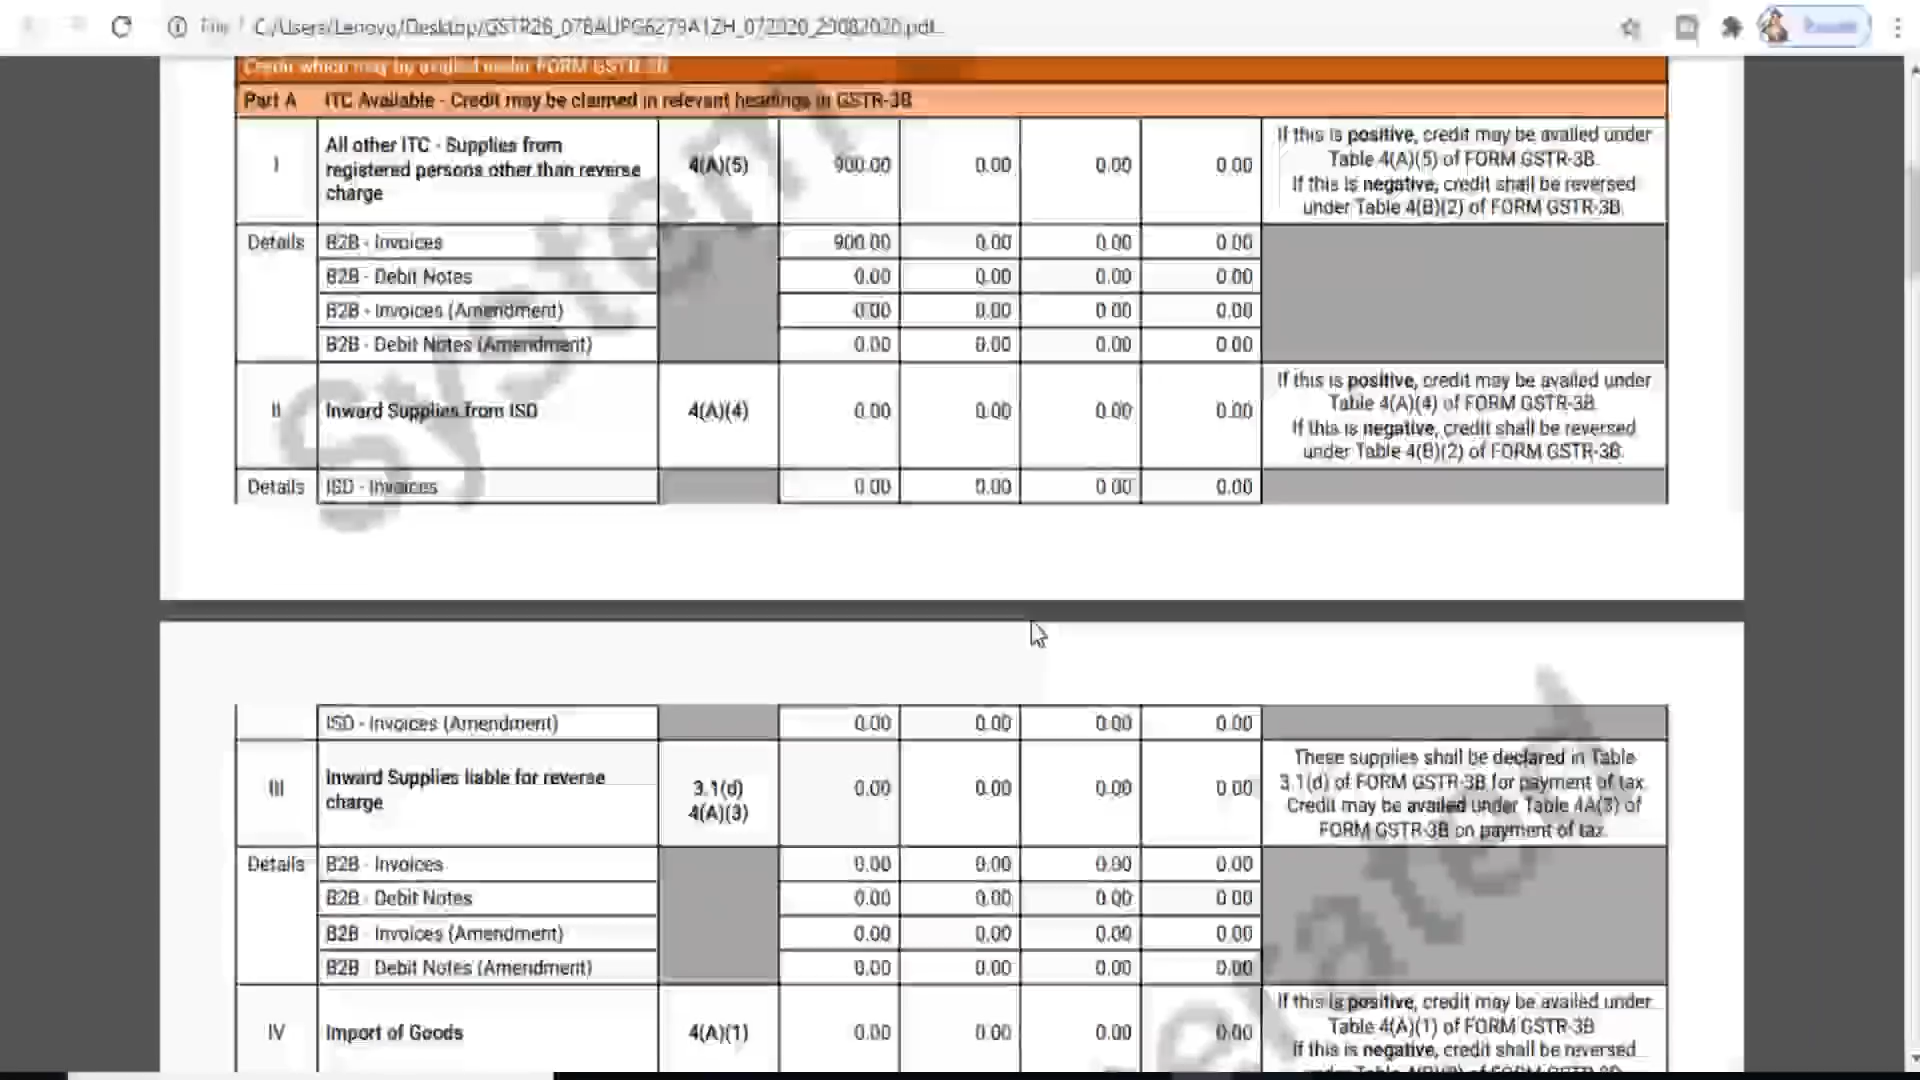 File C:/Users/Lenovo/Desktop/GSTR2B_07BAUPG6279A1ZH_072020_20082020.pdf
Credit which may be availed under FORM GSTR-3B
Part A ITC Available - Credit may be claimed in relevant headings in GSTR-3B
I All other ITC - Supplies from registered persons other than reverse charge 4(A)(5) 900.00 0.00 0.00 0.00 If this is positive, credit may be availed under Table 4(A)(5) of FORM GSTR-3B. If this is negative, credit shall be reversed under Table 4(B)(2) of FORM GSTR-3B.
Details B2B - Invoices 900.00 0.00 0.00 0.00
B2B - Debit Notes 0.00 0.00 0.00 0.00
B2B - Invoices (Amendment) 0.00 0.00 0.00 0.00
B2B - Debit Notes (Amendment) 0.00 0.00 0.00 0.00
II Inward Supplies from ISD 4(A)(4) 0.00 0.00 0.00 0.00 If this is positive, credit may be availed under Table 4(A)(4) of FORM GSTR-3B. If this is negative, credit shall be reversed under Table 4(B)(2) of FORM GSTR-3B.
Details ISD - Invoices 0.00 0.00 0.00 0.00
System
ISD - Invoices (Amendment) 0.00 0.00 0.00 0.00
III Inward Supplies liable for reverse charge 3.1(d) 4(A)(3) 0.00 0.00 0.00 0.00 These supplies shall be declared in Table 3.1(d) of FORM GSTR-3B for payment of tax. Credit may be availed under Table 4A(3) of FORM GSTR-3B on payment of tax.
Details B2B - Invoices 0.00 0.00 0.00 0.00
B2B - Debit Notes 0.00 0.00 0.00 0.00
B2B - Invoices (Amendment) 0.00 0.00 0.00 0.00
B2B - Debit Notes (Amendment) 0.00 0.00 0.00 0.00
IV Import of Goods 4(A)(1) 0.00 0.00 0.00 0.00 If this is positive, credit may be availed under Table 4(A)(1) of FORM GSTR-3B If this is negative, credit shall be reversed
erated